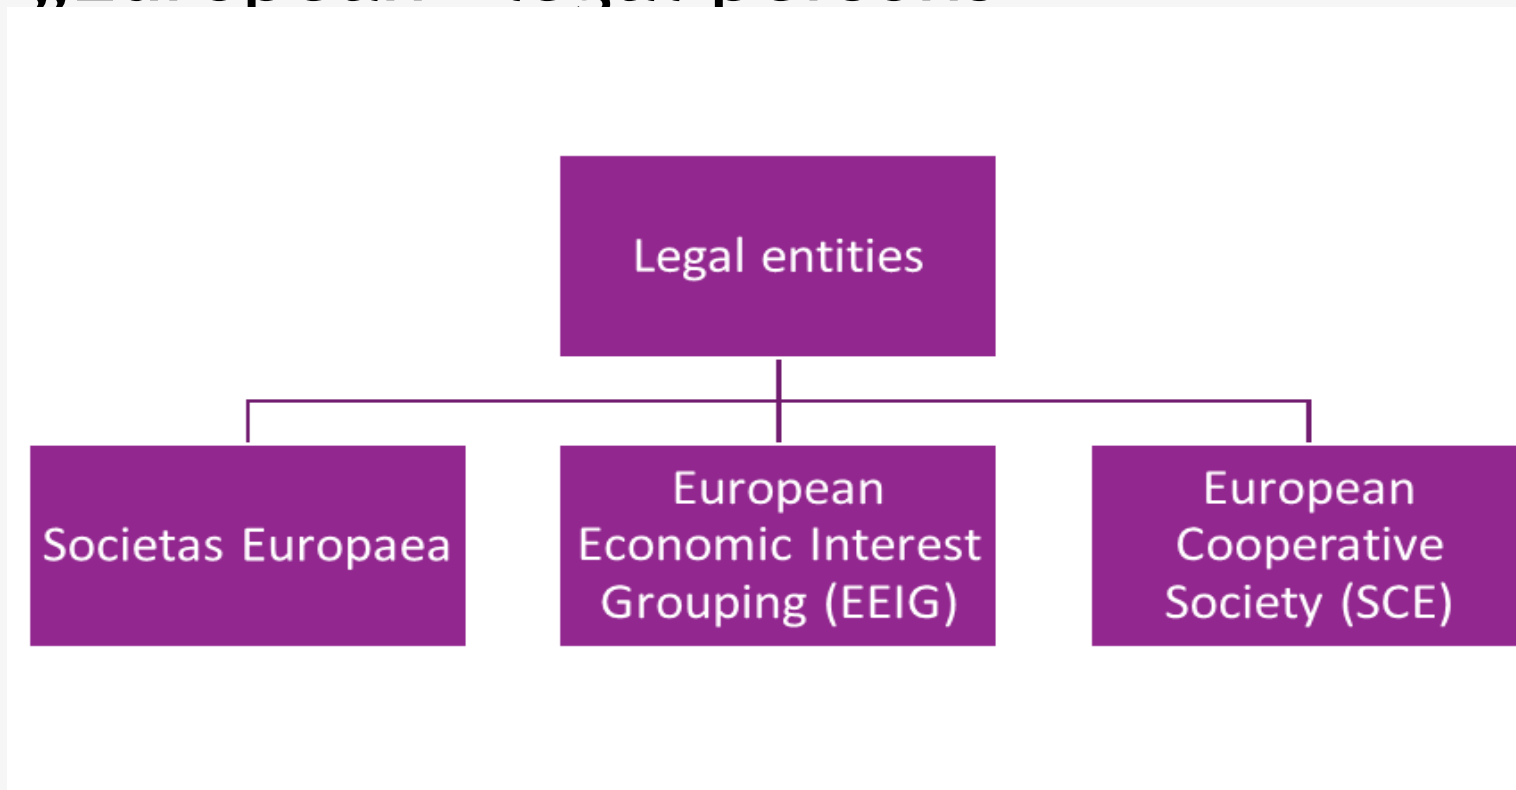 Legal entities
Societas Europaea
European
Economic Interest
Grouping (EEIG)
European
Cooperative
Society (SCE)